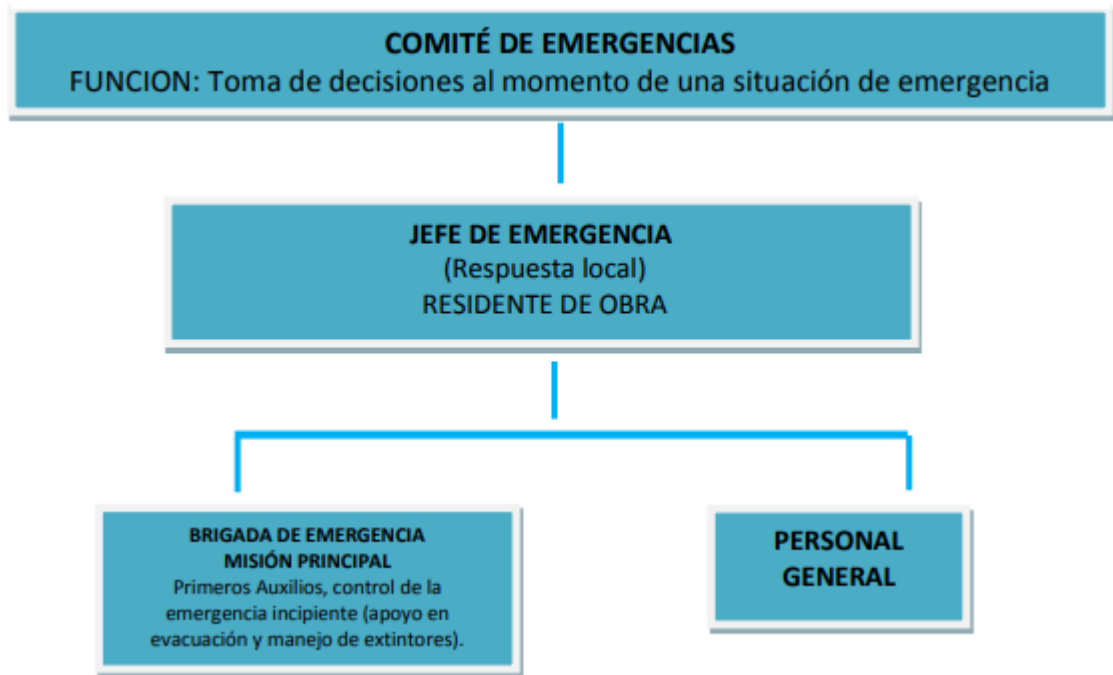 COMITÉ DE EMERGENCIAS
FUNCION: Toma de decisiones al momento de una situación de emergencia
JEFE DE EMERGENCIA
(Respuesta local)
RESIDENTE DE OBRA
BRIGADA DE EMERGENCIA
MISIÓN PRINCIPAL
Primeros Auxilios, control de la
emergencia incipiente (apoyo en
evacuación y manejo de extintores).
PERSONAL
GENERAL